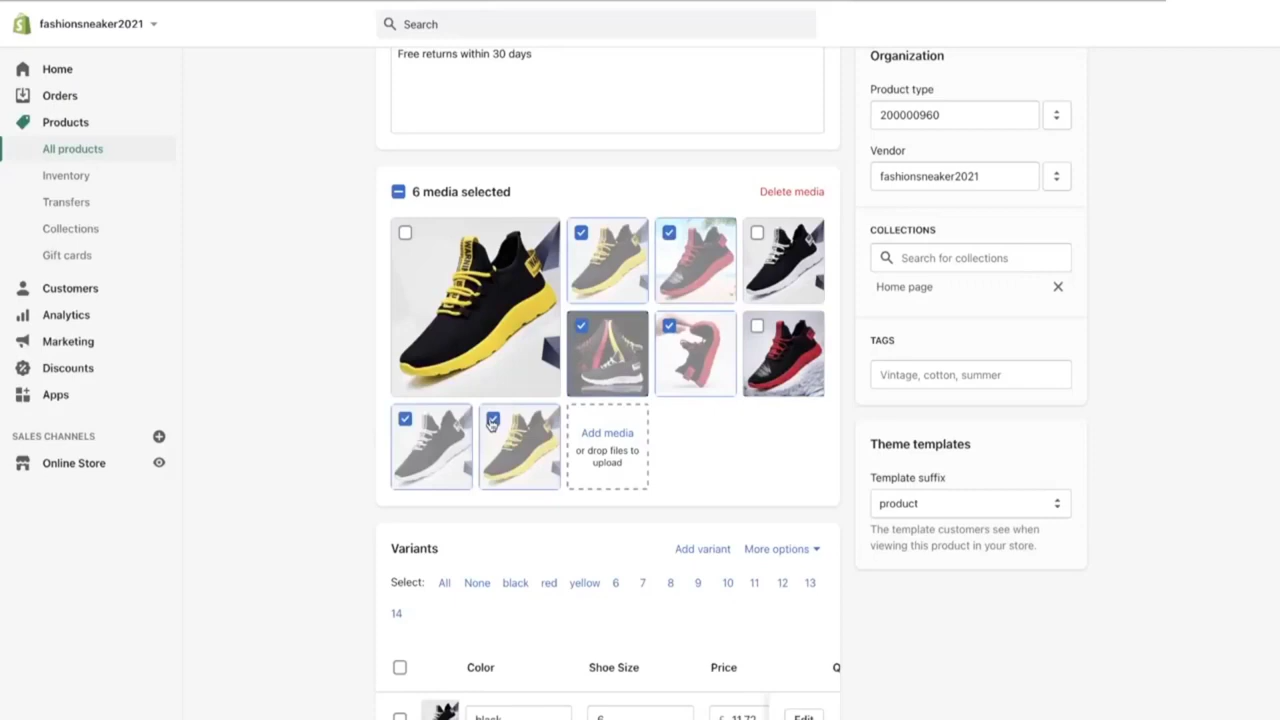 fashionsneaker2021
Search
Home
Orders
Products
All products
Inventory
Transfers
Collections
Gift cards
Customers
Analytics
Marketing
Discounts
Apps
SALES CHANNELS
Online Store
Free returns within 30 days
6 media selected
Delete media
WARNING
Add media
or drop files to
upload
Variants
Add variant
More options
Select: All None black red yellow 6 7 8 9 10 11 12 13
14
Color Shoe Size Price Q
black 6 £ 11.72 Edit
Organization
Product type
200000960
Vendor
fashionsneaker2021
COLLECTIONS
Search for collections
Home page
TAGS
Vintage, cotton, summer
Theme templates
Template suffix
product
The template customers see when
viewing this product in your store.